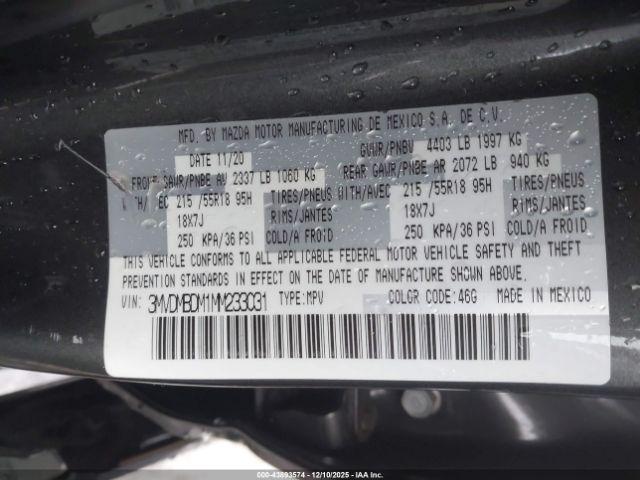 MFD. BY MAZDA MOTOR MANUFACTURING DE MEXICO S.A. DE C.V.
DATE 11/20 GVWR/PNBV 4403 LB 1997 KG
FRONT GAWR/PNBE AV 2337 LB 1060 KG REAR GAWR/PNBE AR 2072 LB 940 KG
WITH/AVEC 215 /55R18 95H TIRES/PNEUS WITH/AVEC 215 /55R18 95H TIRES/PNEUS
18X7J RIMS/JANTES 18X7J RIMS/JANTES
250 KPA/36 PSI COLD/A FROID 250 KPA/36 PSI COLD/A FROID
THIS VEHICLE CONFORMS TO ALL APPLICABLE FEDERAL MOTOR VEHICLE SAFETY AND THEFT
PREVENTION STANDARDS IN EFFECT ON THE DATE OF MANUFACTURE SHOWN ABOVE.
VIN: 3MVDMBDM1MM233031 TYPE: MPV COLOR CODE: 46G MADE IN MEXICO
000-43893574 • 12/10/2025 • IAA Inc.